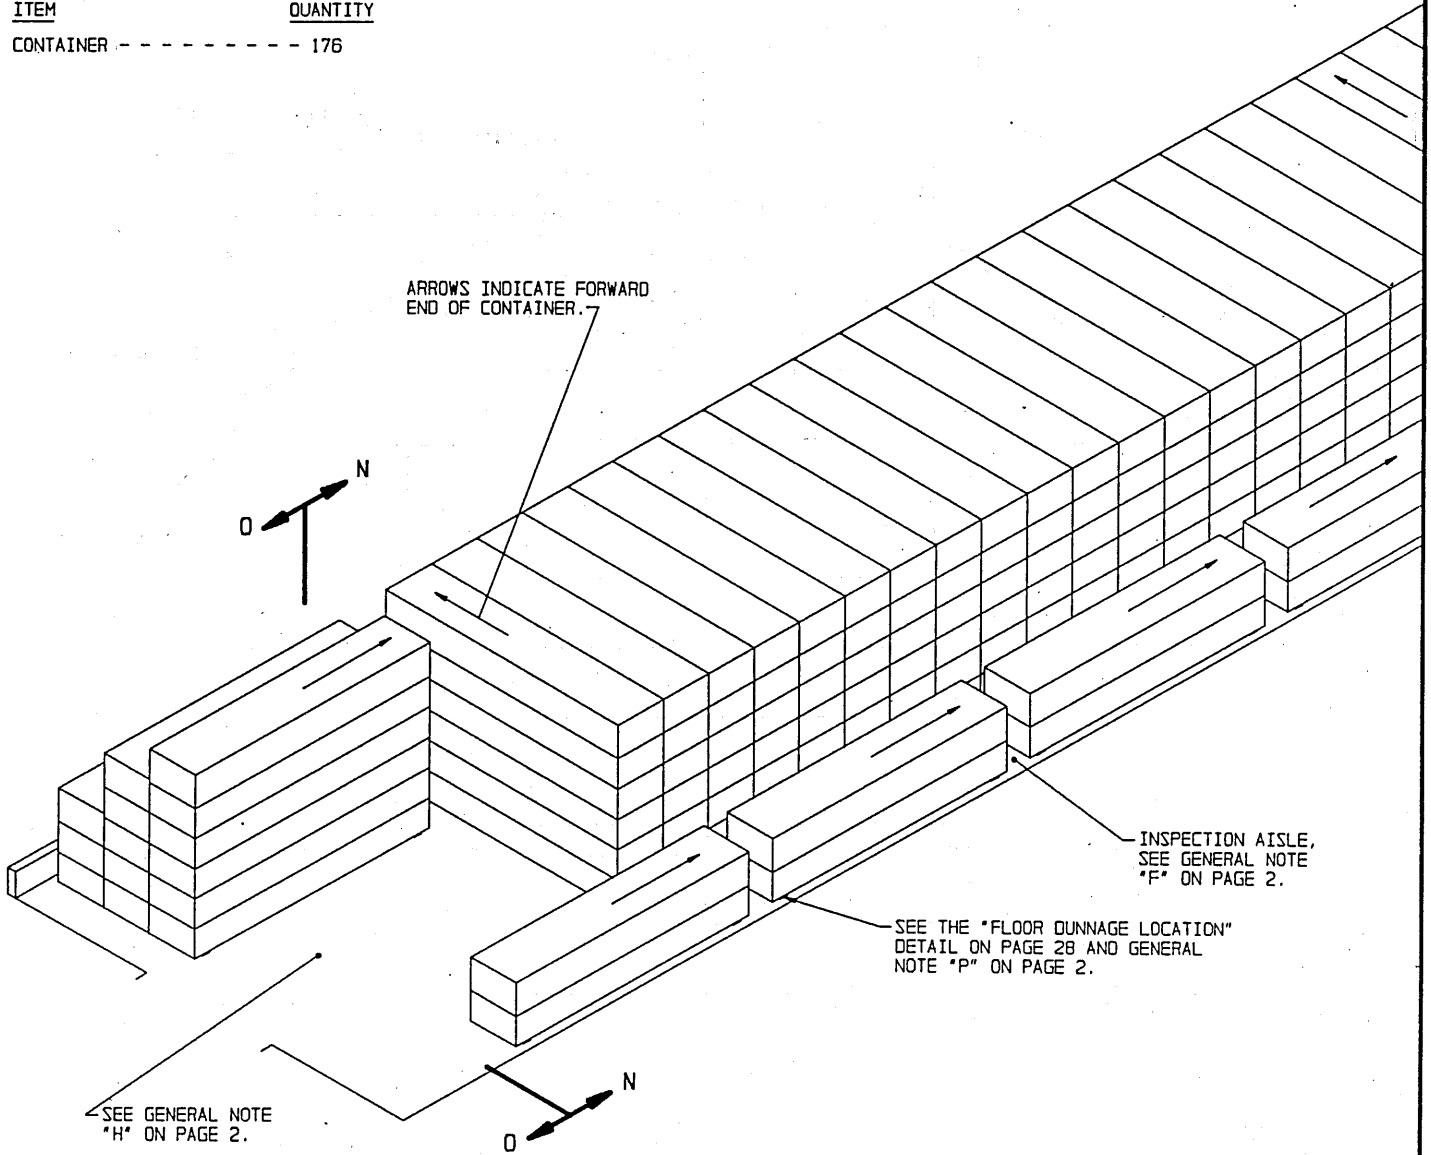 ITEM QUANTITY
CONTAINER - - - - - - - - - 176
ARROWS INDICATE FORWARD
END OF CONTAINER.
N
O
INSPECTION AISLE,
SEE GENERAL NOTE
"F" ON PAGE 2.
SEE THE "FLOOR DUNNAGE LOCATION"
DETAIL ON PAGE 28 AND GENERAL
NOTE "P" ON PAGE 2.
N
O
SEE GENERAL NOTE
"H" ON PAGE 2.